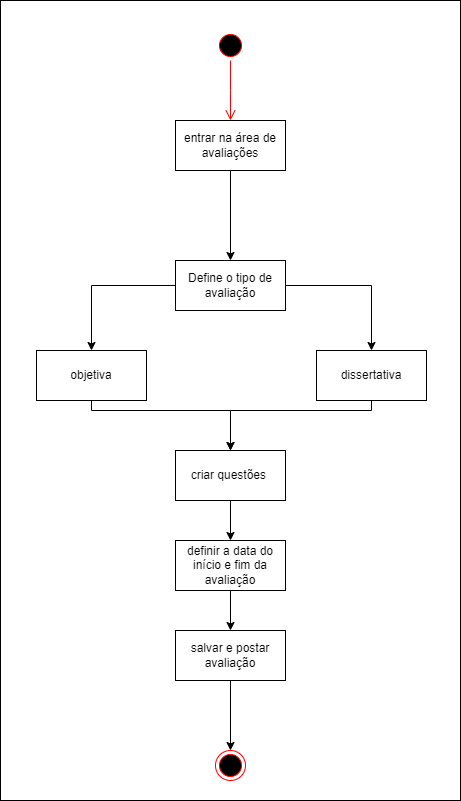 entrar na área de
avaliações
Define o tipo de
avaliação
objetiva
dissertativa
criar questões
definir a data do
início e fim da
avaliação
salvar e postar
avaliação